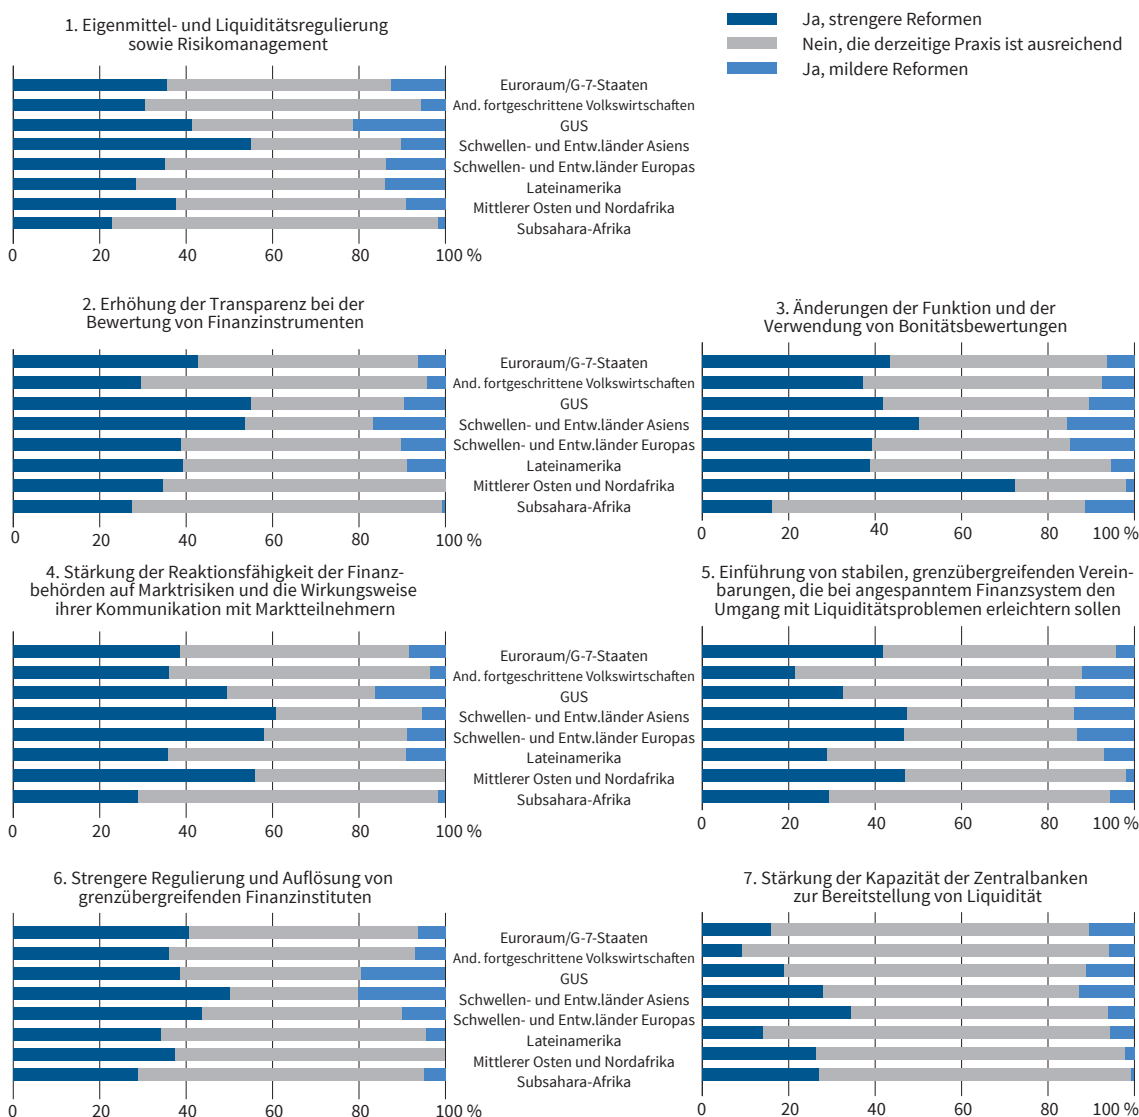 1. Eigenmittel- und Liquiditätsregulierung
sowie Risikomanagement
Ja, strengere Reformen
Nein, die derzeitige Praxis ist ausreichend
Ja, mildere Reformen
Euroraum/G-7-Staaten
And. fortgeschrittene Volkswirtschaften
GUS
Schwellen- und Entw.länder Asiens
Schwellen- und Entw.länder Europas
Lateinamerika
Mittlerer Osten und Nordafrika
Subsahara-Afrika
0 20 40 60 80 100 %
2. Erhöhung der Transparenz bei der
Bewertung von Finanzinstrumenten
3. Änderungen der Funktion und der
Verwendung von Bonitätsbewertungen
Euroraum/G-7-Staaten
And. fortgeschrittene Volkswirtschaften
GUS
Schwellen- und Entw.länder Asiens
Schwellen- und Entw.länder Europas
Lateinamerika
Mittlerer Osten und Nordafrika
Subsahara-Afrika
0 20 40 60 80 100 %
0 20 40 60 80 100 %
4. Stärkung der Reaktionsfähigkeit der Finanz-
behörden auf Marktrisiken und die Wirkungsweise
ihrer Kommunikation mit Marktteilnehmern
5. Einführung von stabilen, grenzübergreifenden Verein-
barungen, die bei angespanntem Finanzsystem den
Umgang mit Liquiditätsproblemen erleichtern sollen
Euroraum/G-7-Staaten
And. fortgeschrittene Volkswirtschaften
GUS
Schwellen- und Entw.länder Asiens
Schwellen- und Entw.länder Europas
Lateinamerika
Mittlerer Osten und Nordafrika
Subsahara-Afrika
0 20 40 60 80 100 %
0 20 40 60 80 100 %
6. Strengere Regulierung und Auflösung von
grenzübergreifenden Finanzinstituten
7. Stärkung der Kapazität der Zentralbanken
zur Bereitstellung von Liquidität
Euroraum/G-7-Staaten
And. fortgeschrittene Volkswirtschaften
GUS
Schwellen- und Entw.länder Asiens
Schwellen- und Entw.länder Europas
Lateinamerika
Mittlerer Osten und Nordafrika
Subsahara-Afrika
0 20 40 60 80 100 %
0 20 40 60 80 100 %